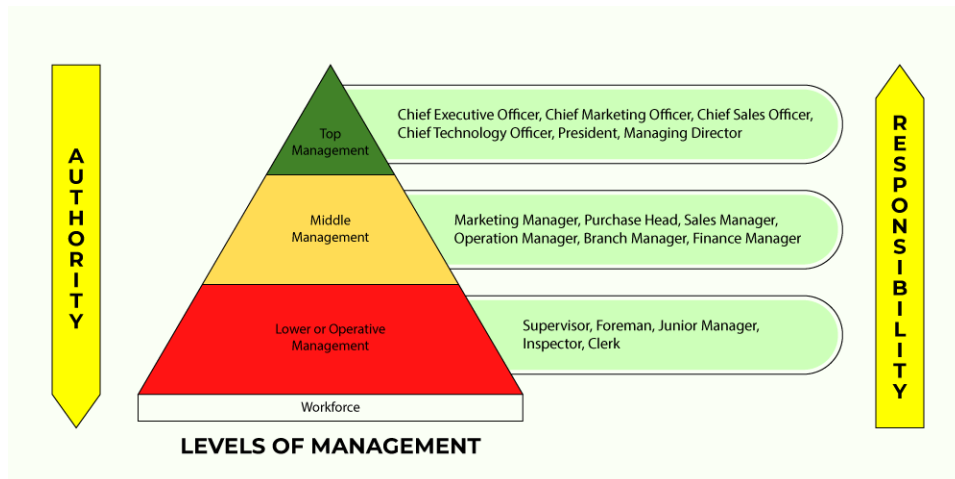 AUTHORITY
Top
Management
Chief Executive Officer, Chief Marketing Officer, Chief Sales Officer,
Chief Technology Officer, President, Managing Director
Middle
Management
Marketing Manager, Purchase Head, Sales Manager,
Operation Manager, Branch Manager, Finance Manager
Lower or Operative
Management
Supervisor, Foreman, Junior Manager,
Inspector, Clerk
Workforce
LEVELS OF MANAGEMENT
RESPONSIBILITY